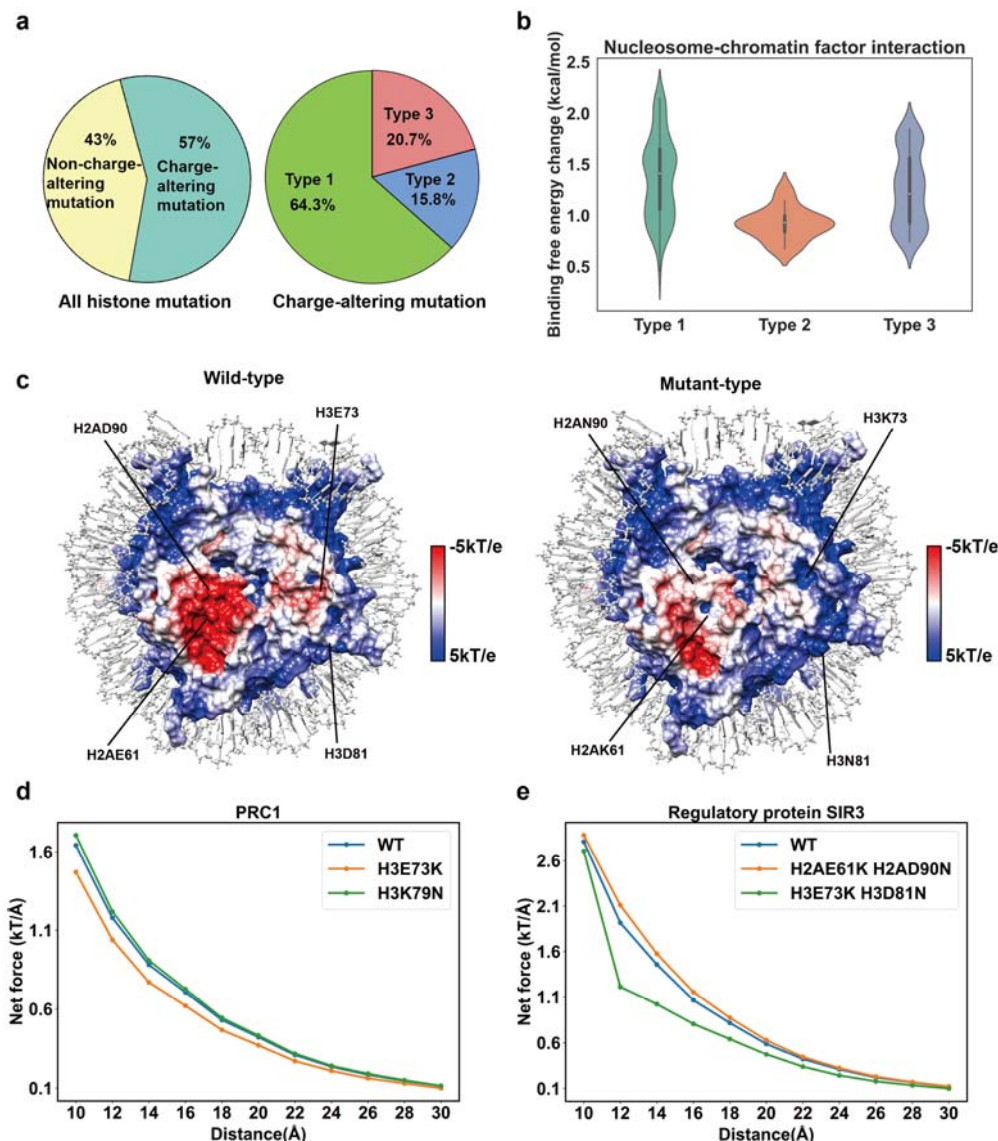 a
43%
Non-charge-
altering
mutation
57%
Charge-
altering
mutation
All histone mutation
Type 3
20.7%
Type 1
64.3%
Type 2
15.8%
Charge-altering mutation
b
Nucleosome-chromatin factor interaction
Binding free energy change (kcal/mol)
2.5
2.0
1.5
1.0
0.5
Type 1
Type 2
Type 3
c
Wild-type
H2AD90
H3E73
H2AE61
H3D81
-5kT/e
5kT/e
Mutant-type
H2AN90
H3K73
H2AK61
H3N81
-5kT/e
5kT/e
d
PRC1
WT
H3E73K
H3K79N
Net force (kT/Å)
1.6
1.1
0.6
0.1
10 12 14 16 18 20 22 24 26 28 30
Distance(Å)
e
Regulatory protein SIR3
WT
H2AE61K H2AD90N
H3E73K H3D81N
Net force (kT/Å)
2.6
2.1
1.6
1.1
0.6
0.1
10 12 14 16 18 20 22 24 26 28 30
Distance(Å)